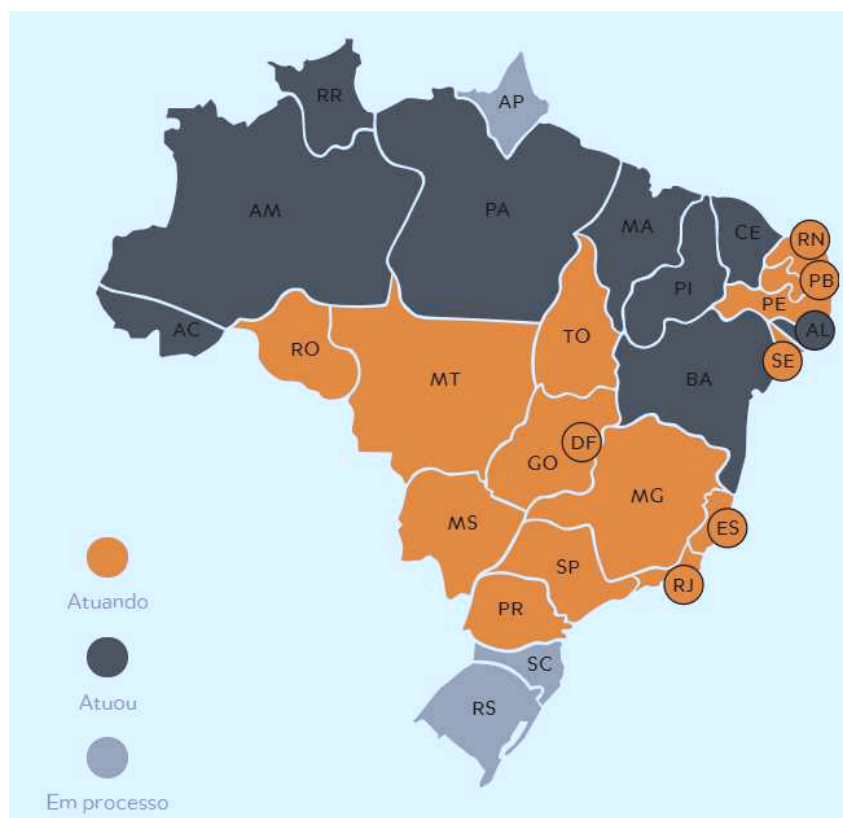 RR
AP
AM
PA
MA
CE
RN
PB
PI
PE
AC
AL
RO
TO
SE
MT
BA
DF
GO
MG
MS
ES
SP
RJ
PR
SC
RS
Atuando
Atuou
Em processo